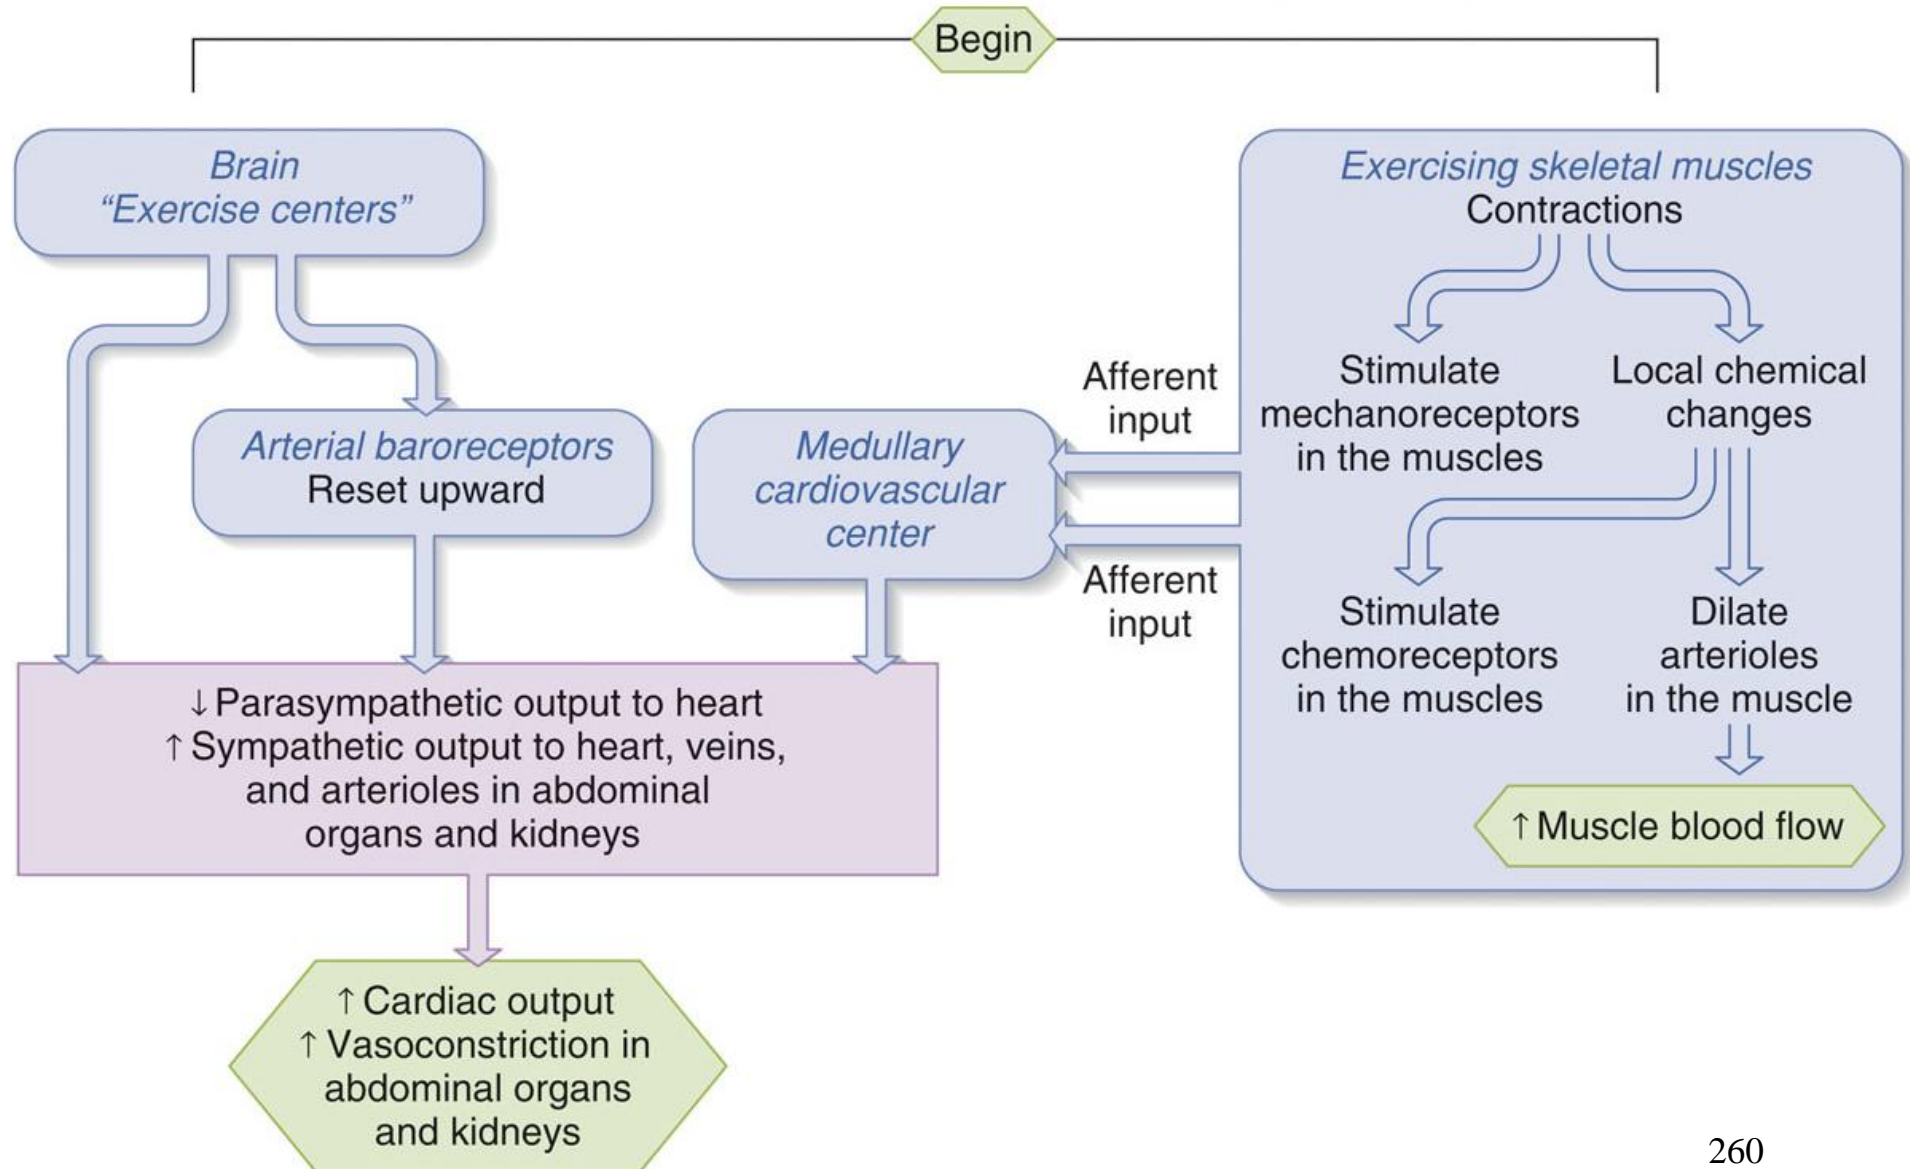 Begin
Brain
“Exercise centers”
Arterial baroreceptors
Reset upward
Medullary
cardiovascular
center
Afferent
input
Afferent
input
Exercising skeletal muscles
Contractions
Stimulate
mechanoreceptors
in the muscles
Local chemical
changes
Stimulate
chemoreceptors
in the muscles
Dilate
arterioles
in the muscle
↑ Muscle blood flow
↓ Parasympathetic output to heart
↑ Sympathetic output to heart, veins,
and arterioles in abdominal
organs and kidneys
↑ Cardiac output
↑ Vasoconstriction in
abdominal organs
and kidneys
260